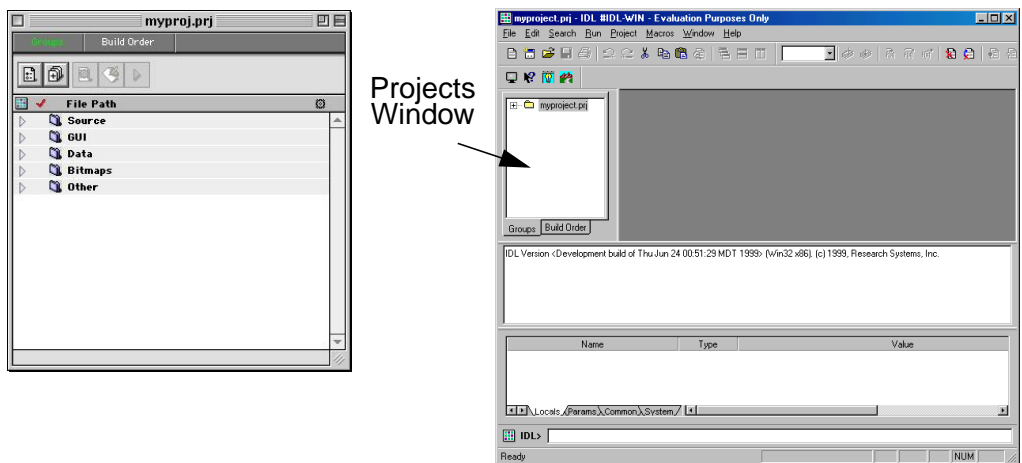 myproj.prj
Groups Build Order
File Path
Source
GUI
Data
Bitmaps
Other
Projects
Window
myproject.prj - IDL #IDL-WIN - Evaluation Purposes Only
File Edit Search Run Project Macros Window Help
myproject.prj
Groups Build Order
IDL Version <Development build of Thu Jun 24 00:51:29 MDT 1999> (Win32 x86). (c) 1999, Research Systems, Inc.
Name Type Value
Locals Params Common System
IDL>
Ready NUM